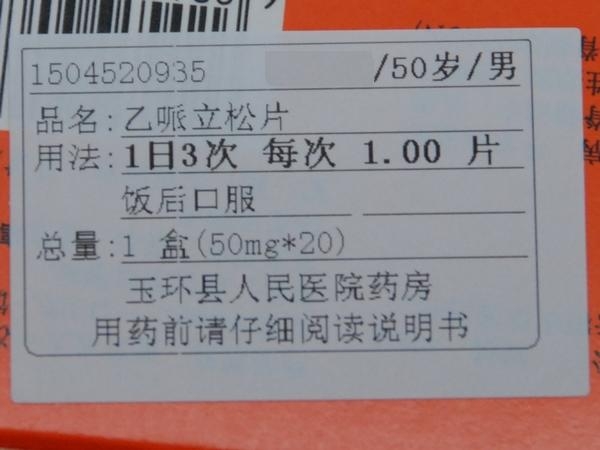 1504520935 /50岁/男
品名:乙哌立松片
用法:1日3次 每次 1.00 片
饭后口服
总量:1 盒(50mg*20)
玉环县人民医院药房
用药前请仔细阅读说明书